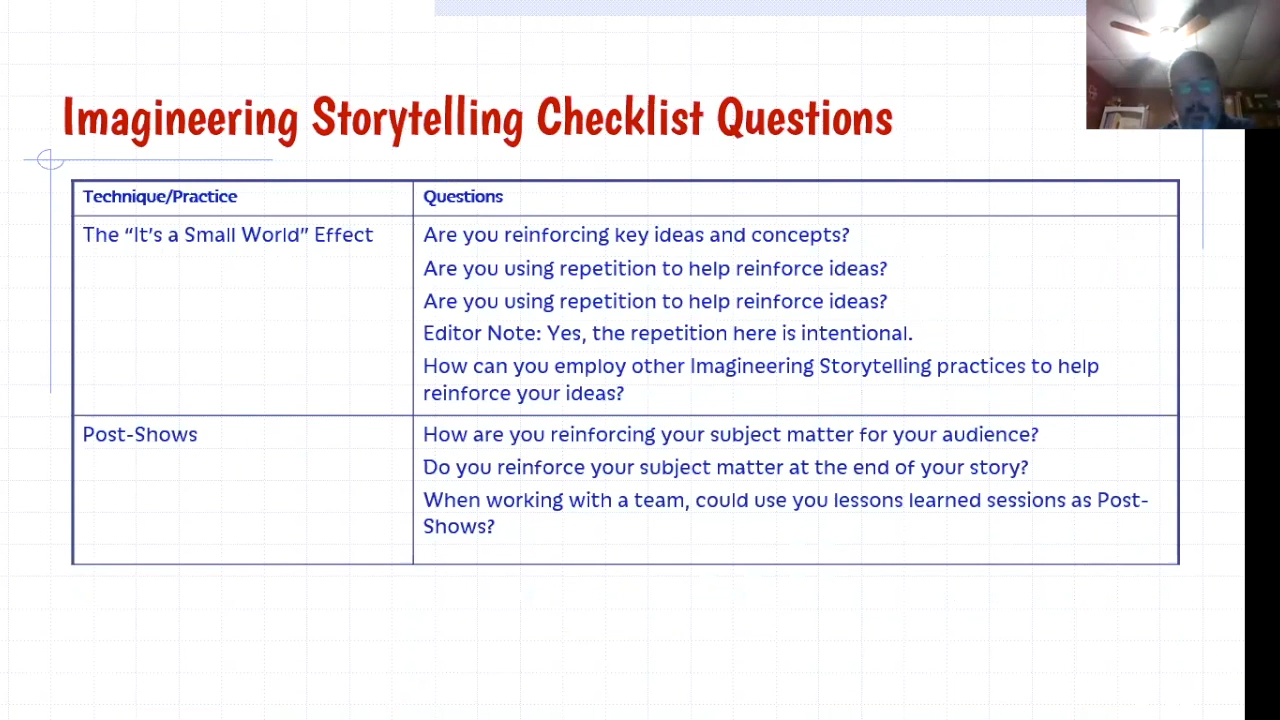 Imagineering Storytelling Checklist Questions
Technique/Practice
Questions
The “It’s a Small World” Effect
Are you reinforcing key ideas and concepts?
Are you using repetition to help reinforce ideas?
Are you using repetition to help reinforce ideas?
Editor Note: Yes, the repetition here is intentional.
How can you employ other Imagineering Storytelling practices to help
reinforce your ideas?
Post-Shows
How are you reinforcing your subject matter for your audience?
Do you reinforce your subject matter at the end of your story?
When working with a team, could use you lessons learned sessions as Post-
Shows?